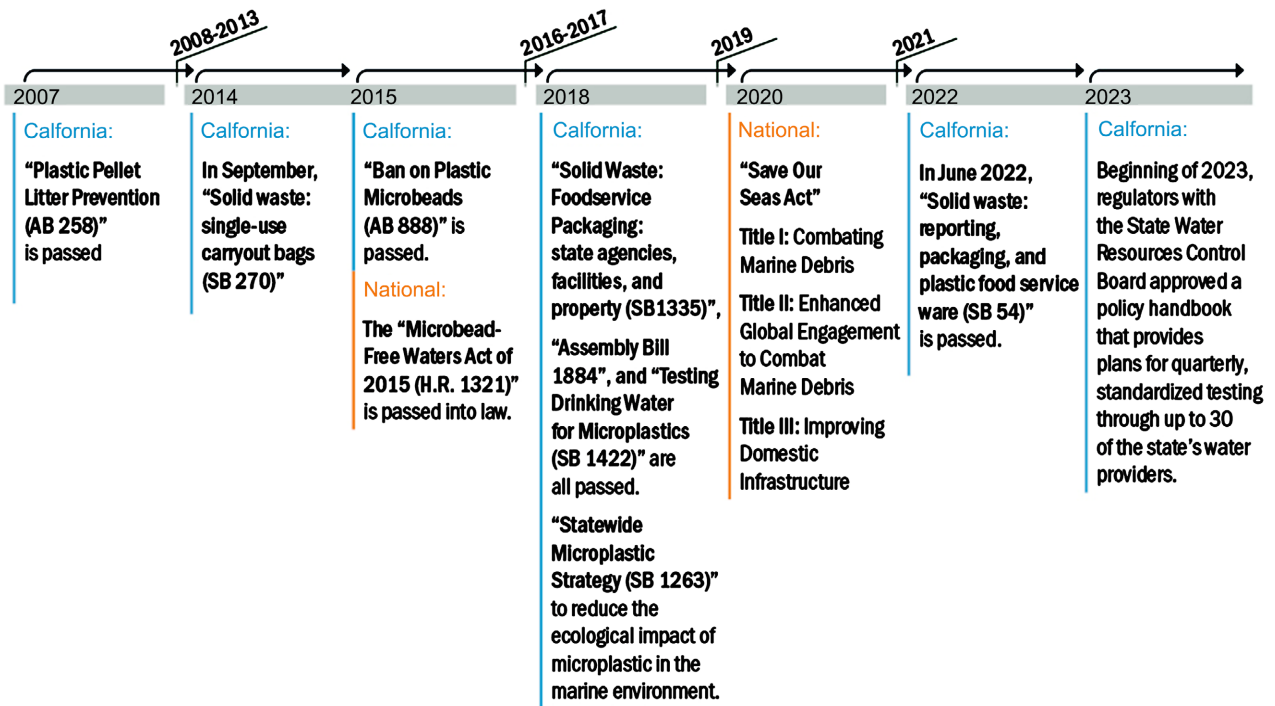 2008-2013
2016-2017
2019
2021
2007
2014
2015
2018
2020
2022
2023
Calfornia:
“Plastic Pellet
Litter Prevention
(AB 258)”
is passed
Calfornia:
In September,
“Solid waste:
single-use
carryout bags
(SB 270)”
Calfornia:
“Ban on Plastic
Microbeads
(AB 888)” is
passed.
National:
The “Microbead-
Free Waters Act of
2015 (H.R. 1321)”
is passed into law.
Calfornia:
“Solid Waste:
Foodservice
Packaging:
state agencies,
facilities, and
property (SB1335)”,
“Assembly Bill
1884”, and “Testing
Drinking Water
for Microplastics
(SB 1422)” are
all passed.
“Statewide
Microplastic
Strategy (SB 1263)”
to reduce the
ecological impact of
microplastic in the
marine environment.
National:
“Save Our
Seas Act”
Title I: Combating
Marine Debris
Title II: Enhanced
Global Engagement
to Combat
Marine Debris
Title III: Improving
Domestic
Infrastructure
Calfornia:
In June 2022,
“Solid waste:
reporting,
packaging, and
plastic food service
ware (SB 54)”
is passed.
Calfornia:
Beginning of 2023,
regulators with
the State Water
Resources Control
Board approved a
policy handbook
that provides
plans for quarterly,
standardized testing
through up to 30
of the state’s water
providers.